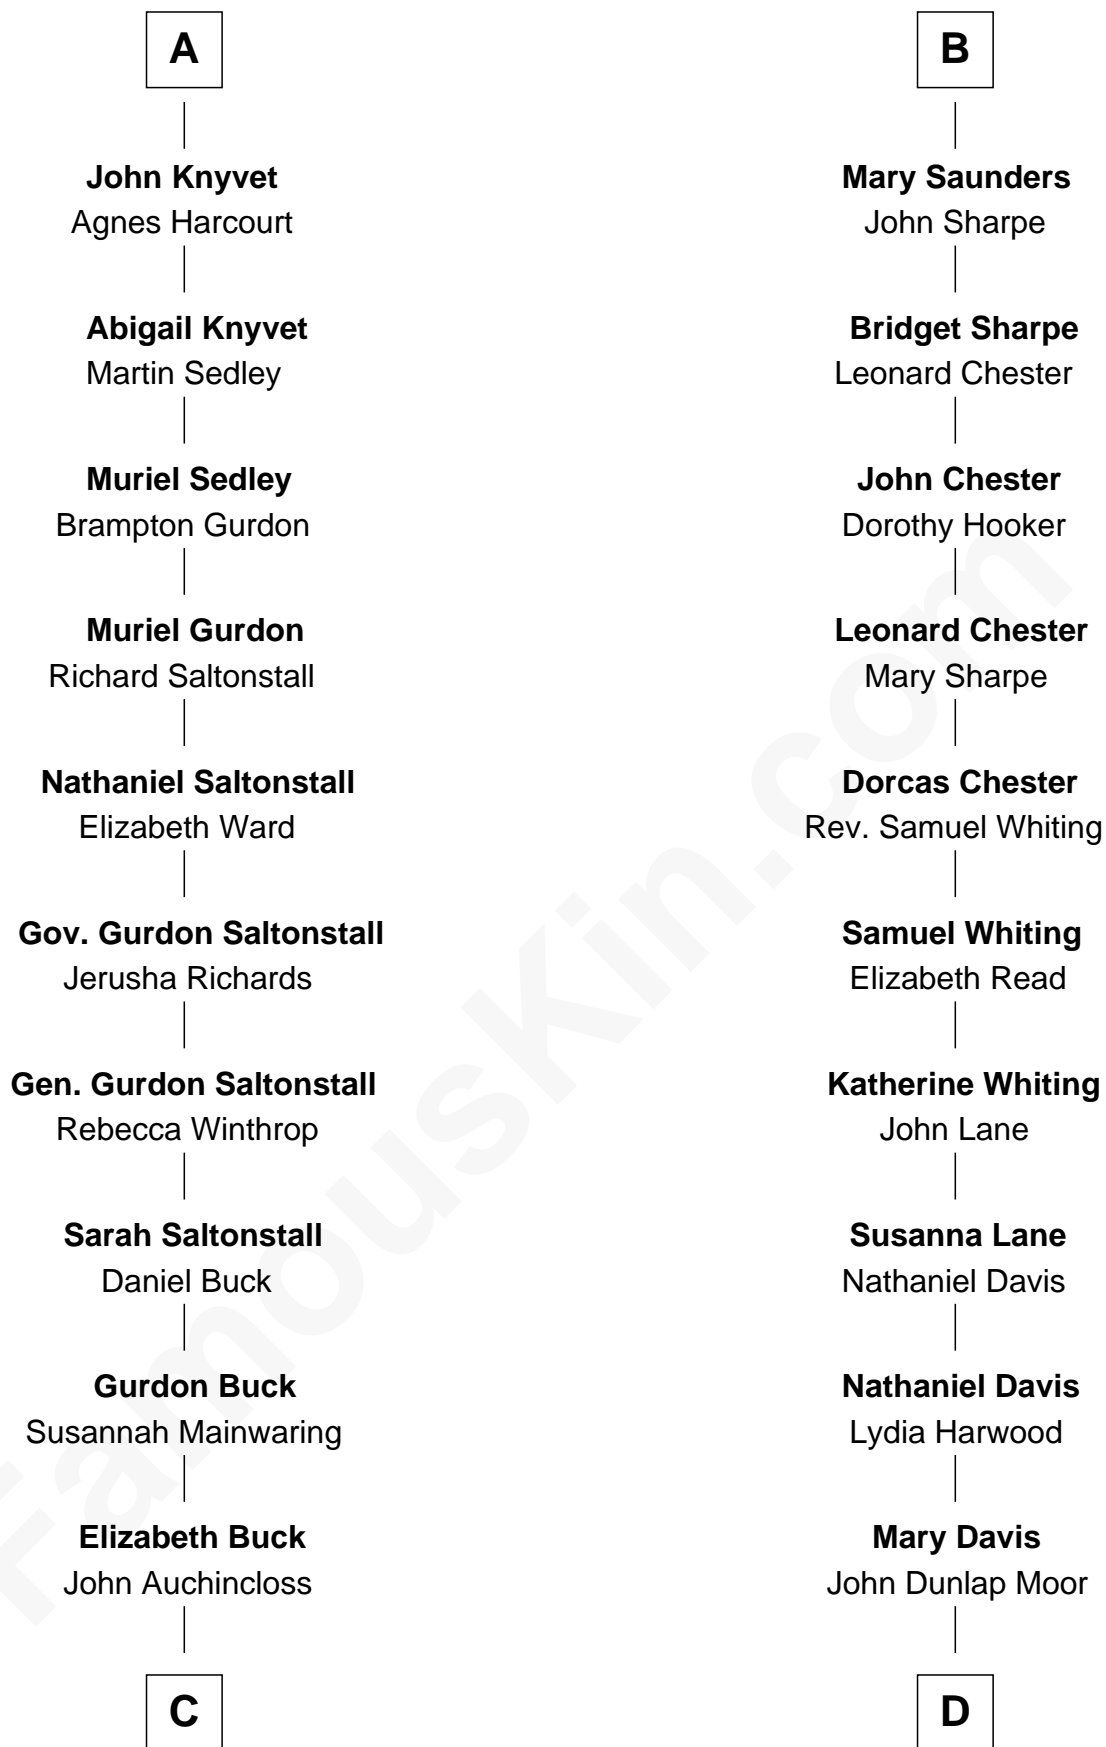 A
John Knyvet
Agnes Harcourt
Abigail Knyvet
Martin Sedley
Muriel Sedley
Brampton Gurdon
Muriel Gurdon
Richard Saltonstall
Nathaniel Saltonstall
Elizabeth Ward
Gov. Gurdon Saltonstall
Jerusha Richards
Gen. Gurdon Saltonstall
Rebecca Winthrop
Sarah Saltonstall
Daniel Buck
Gurdon Buck
Susannah Mainwaring
Elizabeth Buck
John Auchincloss
C
B
Mary Saunders
John Sharpe
Bridget Sharpe
Leonard Chester
John Chester
Dorothy Hooker
Leonard Chester
Mary Sharpe
Dorcas Chester
Rev. Samuel Whiting
Samuel Whiting
Elizabeth Read
Katherine Whiting
John Lane
Susanna Lane
Nathaniel Davis
Nathaniel Davis
Lydia Harwood
Mary Davis
John Dunlap Moor
D
FamousKin.com